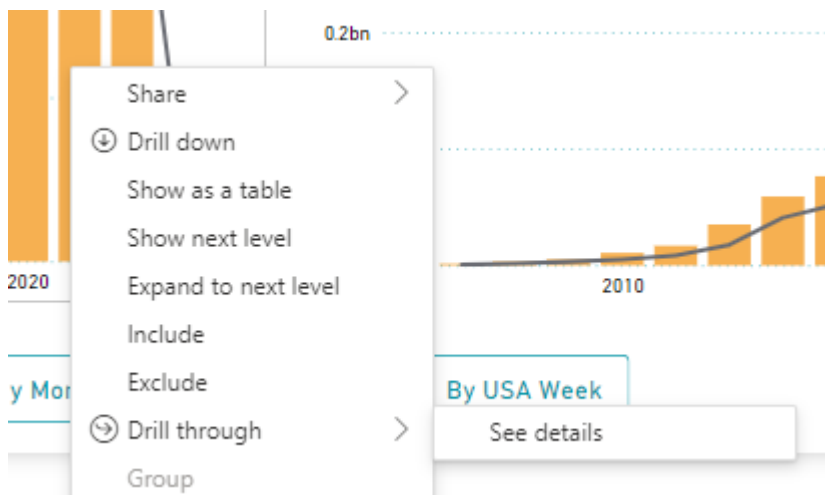 0.2bn
Share
Drill down
Show as a table
Show next level
2020
Expand to next level
2010
Include
Exclude
y Mor
By USA Week
Drill through
See details
Group